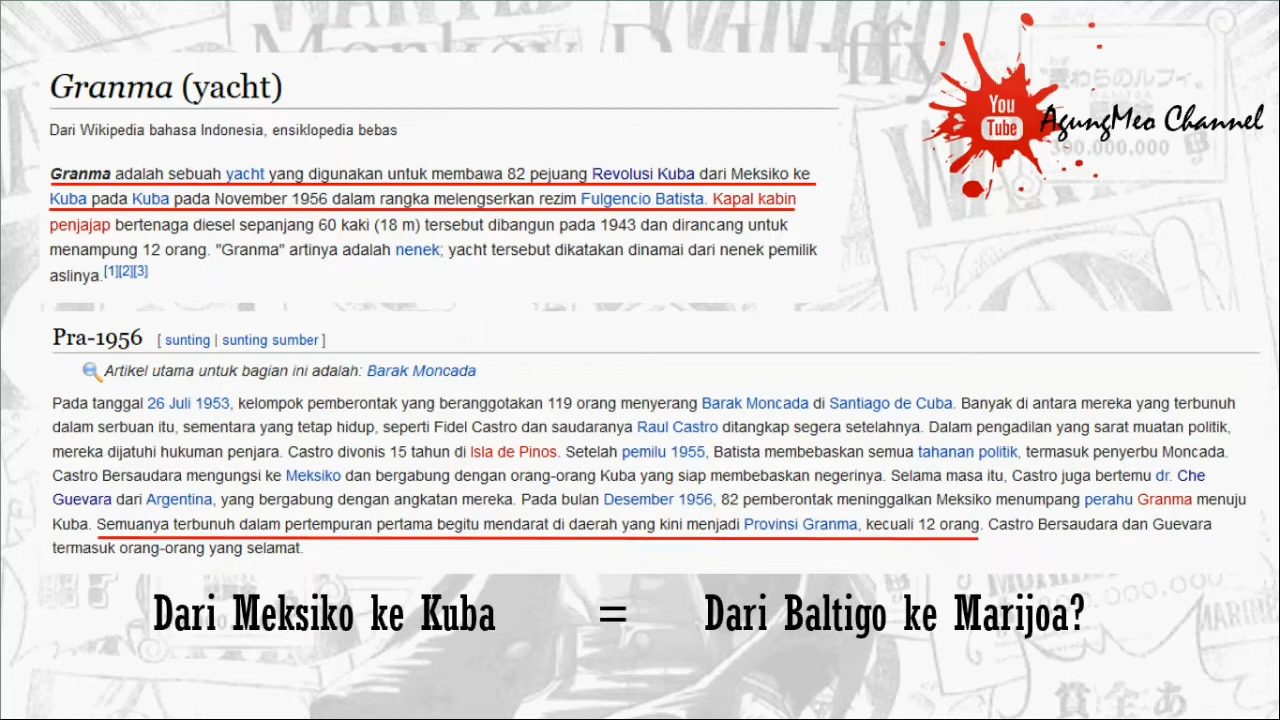 Monkey D. Luffy
Granma (yacht)
You
Tube
AgungMeo Channel
Dari Wikipedia bahasa Indonesia, ensiklopedia bebas
300.000,000
Granma adalah sebuah yacht yang digunakan untuk membawa 82 pejuang Revolusi Kuba dari Meksiko ke
Kuba pada Kuba pada November 1956 dalam rangka melengserkan rezim Fulgencio Batista. Kapal kabin
penjajap bertenaga diesel sepanjang 60 kaki (18 m) tersebut dibangun pada 1943 dan dirancang untuk
menampung 12 orang. "Granma" artinya adalah nenek; yacht tersebut dikatakan dinamai dari nenek pemilik
aslinya.[1][2][3]
Pra-1956 [ sunting | sunting sumber ]
Artikel utama untuk bagian ini adalah: Barak Moncada
Pada tanggal 26 Juli 1953, kelompok pemberontak yang beranggotakan 119 orang menyerang Barak Moncada di Santiago de Cuba. Banyak di antara mereka yang terbunuh
dalam serbuan itu, sementara yang tetap hidup, seperti Fidel Castro dan saudaranya Raul Castro ditangkap segera setelahnya. Dalam pengadilan yang sarat muatan politik,
mereka dijatuhi hukuman penjara. Castro divonis 15 tahun di Isla de Pinos. Setelah pemilu 1955, Batista membebaskan semua tahanan politik, termasuk penyerbu Moncada.
Castro Bersaudara mengungsi ke Meksiko dan bergabung dengan orang-orang Kuba yang siap membebaskan negerinya. Selama masa itu, Castro juga bertemu dr. Che
Guevara dari Argentina, yang bergabung dengan angkatan mereka. Pada bulan Desember 1956, 82 pemberontak meninggalkan Meksiko menumpang perahu Granma menuju
Kuba. Semuanya terbunuh dalam pertempuran pertama begitu mendarat di daerah yang kini menjadi Provinsi Granma, kecuali 12 orang. Castro Bersaudara dan Guevara
termasuk orang-orang yang selamat.
Dari Meksiko ke Kuba = Dari Baltigo ke Marijoa?